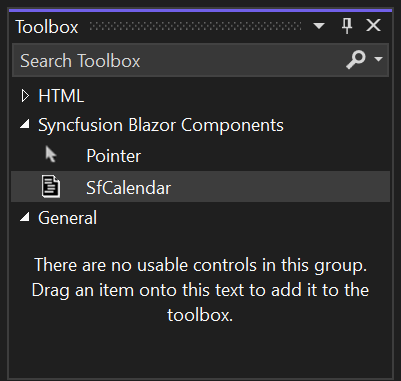 Toolbox
Search Toolbox
HTML
Syncfusion Blazor Components
Pointer
SfCalendar
General
There are no usable controls in this group.
Drag an item onto this text to add it to the
toolbox.